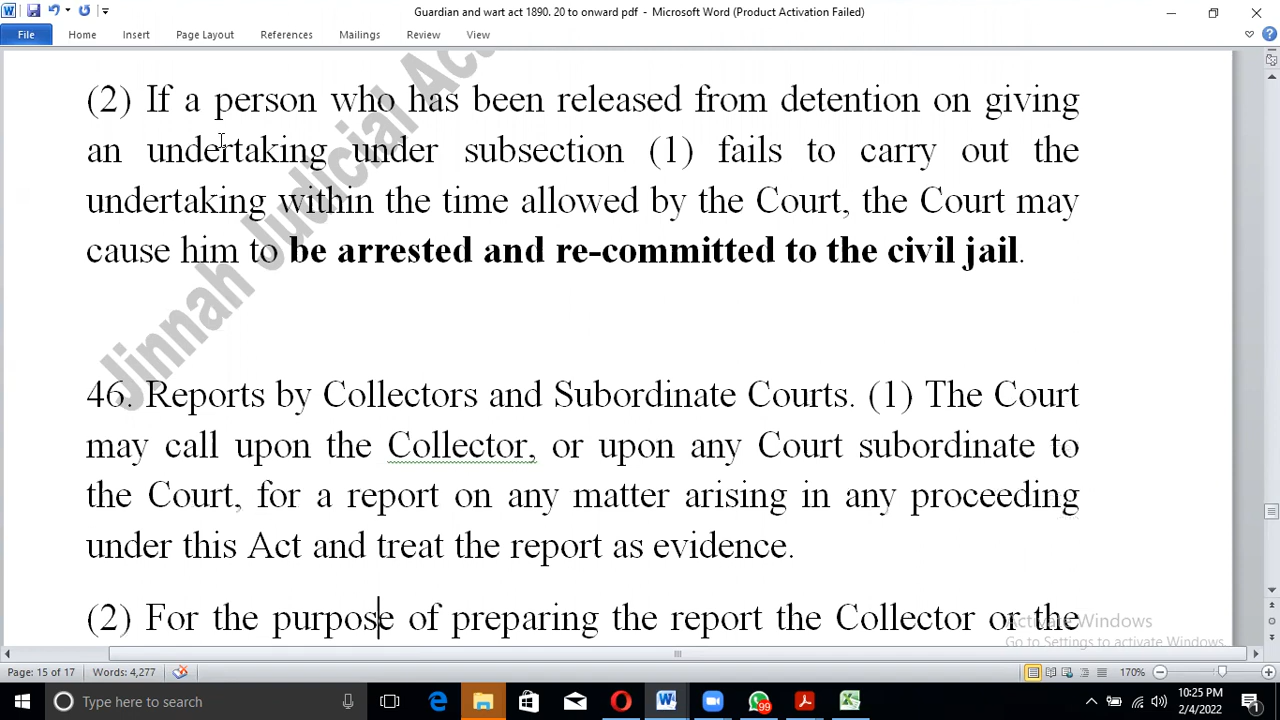 Guardian and wart act 1890. 20 to onward pdf - Microsoft Word (Product Activation Failed)
File Home Insert Page Layout References Mailings Review View
(2) If a person who has been released from detention on giving
an undertaking under subsection (1) fails to carry out the
undertaking within the time allowed by the Court, the Court may
cause him to be arrested and re-committed to the civil jail.
Jinnah Judicial Aca
46. Reports by Collectors and Subordinate Courts. (1) The Court
may call upon the Collector, or upon any Court subordinate to
the Court, for a report on any matter arising in any proceeding
under this Act and treat the report as evidence.
(2) For the purpose of preparing the report the Collector or the
Activate Windows
Go to Settings to activate Windows.
Page: 15 of 17 Words: 4,277 170%
Type here to search
99
10:25 PM
2/4/2022
1